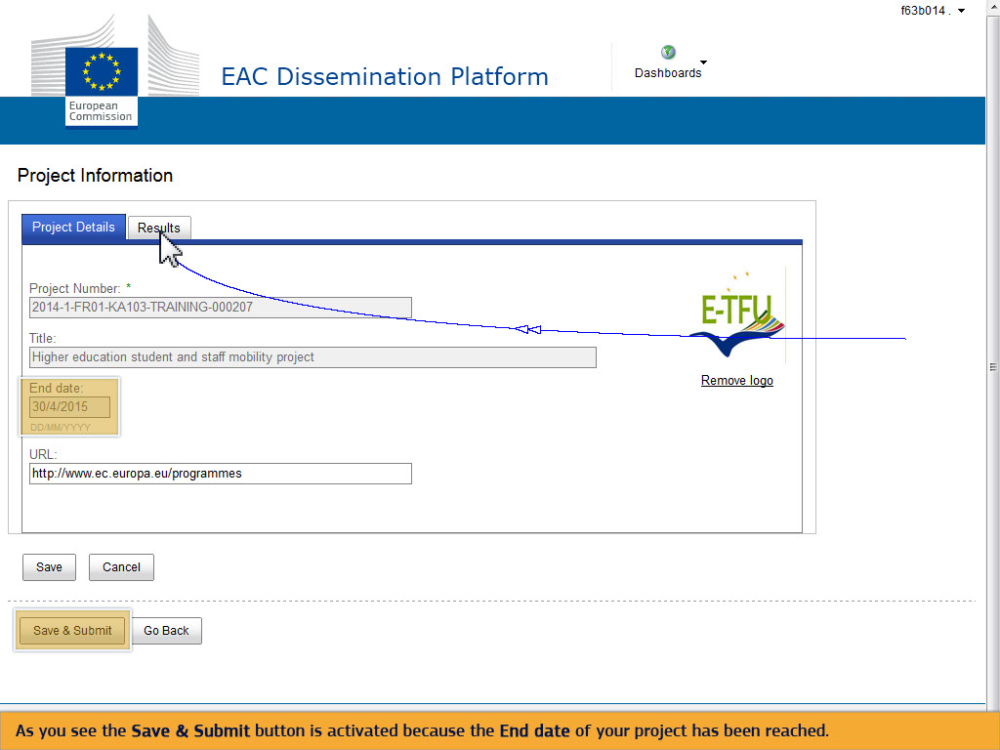 f63b014 .
EAC Dissemination Platform
Dashboards
European
Commission
Project Information
Project Details
Results
Project Number: *
2014-1-FR01-KA103-TRAINING-000207
E-TFU
Title:
Higher education student and staff mobility project
Remove logo
End date:
30/4/2015
DD/MM/YYYY
URL:
http://www.ec.europa.eu/programmes
Save
Cancel
Save & Submit
Go Back
As you see the Save & Submit button is activated because the End date of your project has been reached.